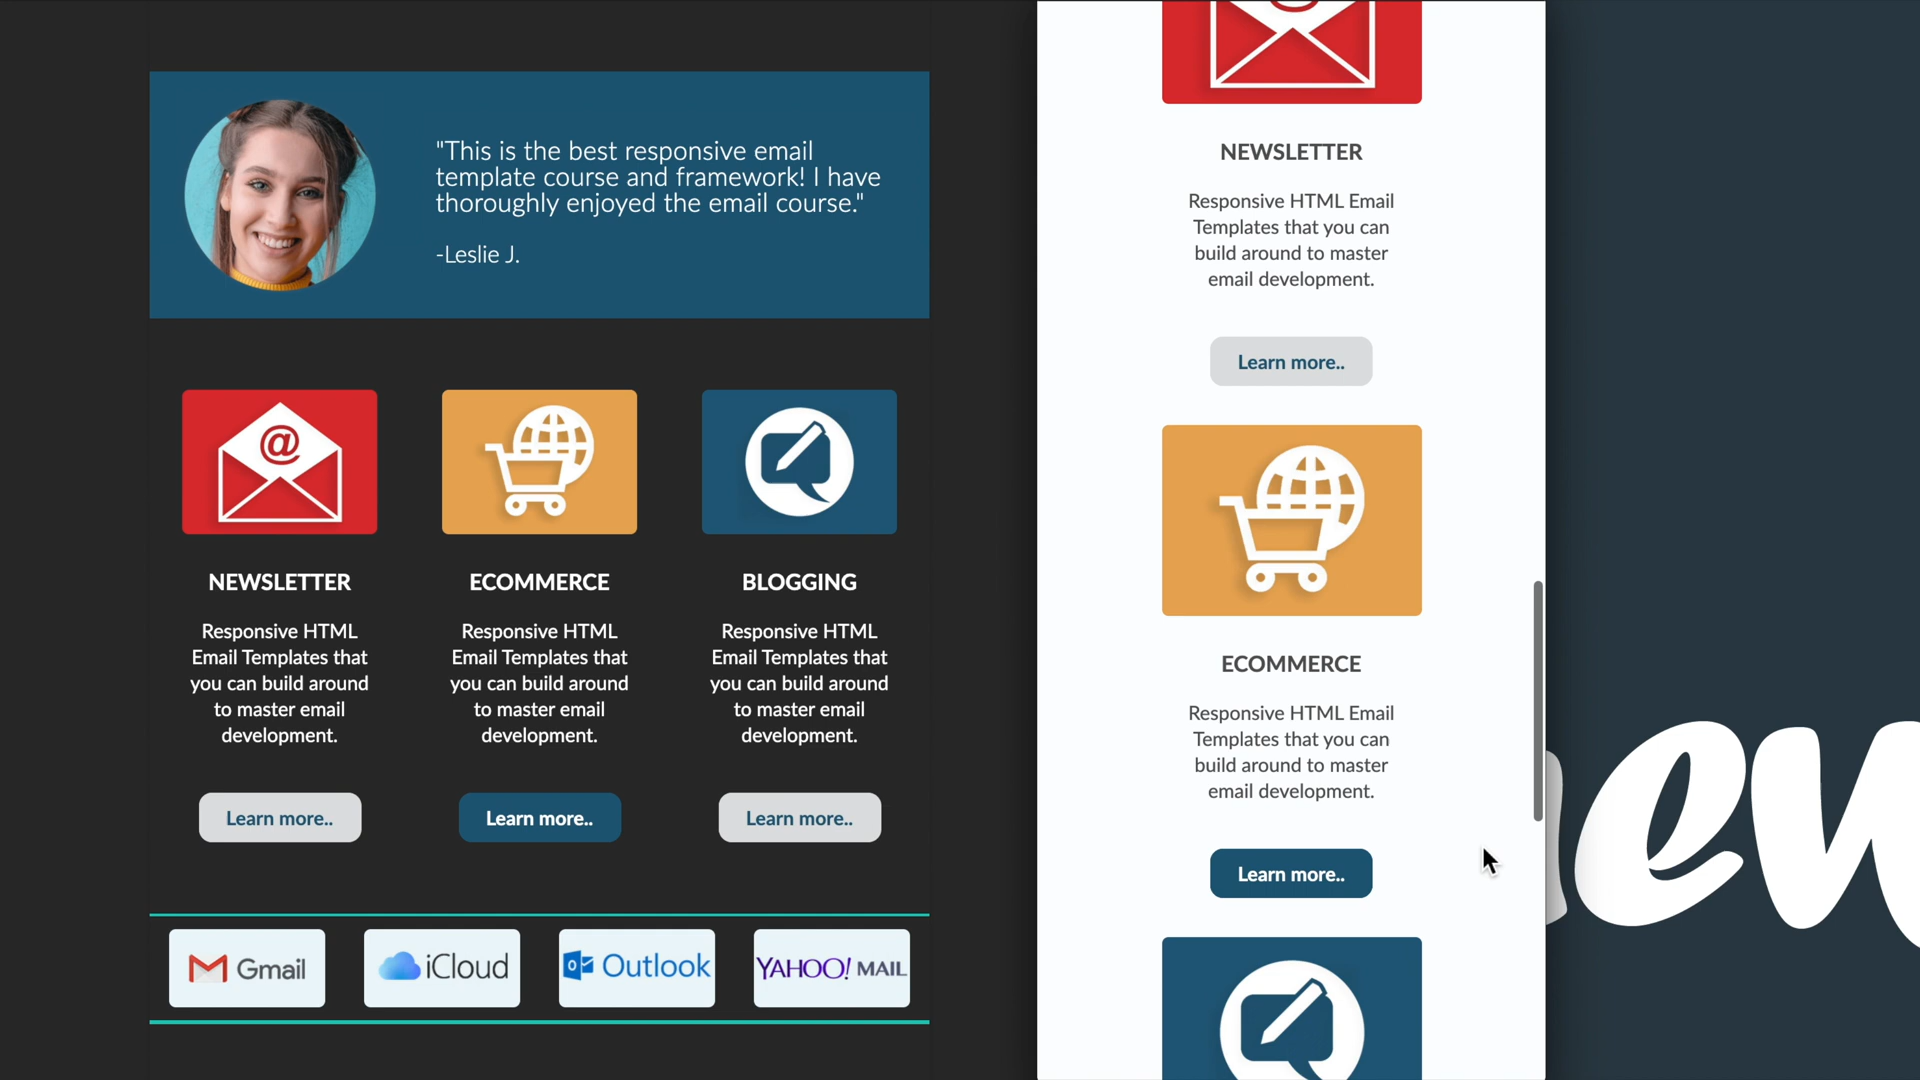 "This is the best responsive email
template course and framework! I have
thoroughly enjoyed the email course."
-Leslie J.
@
NEWSLETTER
Responsive HTML
Email Templates that
you can build around
to master email
development.
Learn more..
ECOMMERCE
Responsive HTML
Email Templates that
you can build around
to master email
development.
Learn more..
BLOGGING
Responsive HTML
Email Templates that
you can build around
to master email
development.
Learn more..
Gmail
iCloud
Outlook
YAHOO! MAIL
NEWSLETTER
Responsive HTML Email
Templates that you can
build around to master
email development.
Learn more..
ECOMMERCE
Responsive HTML Email
Templates that you can
build around to master
email development.
Learn more..